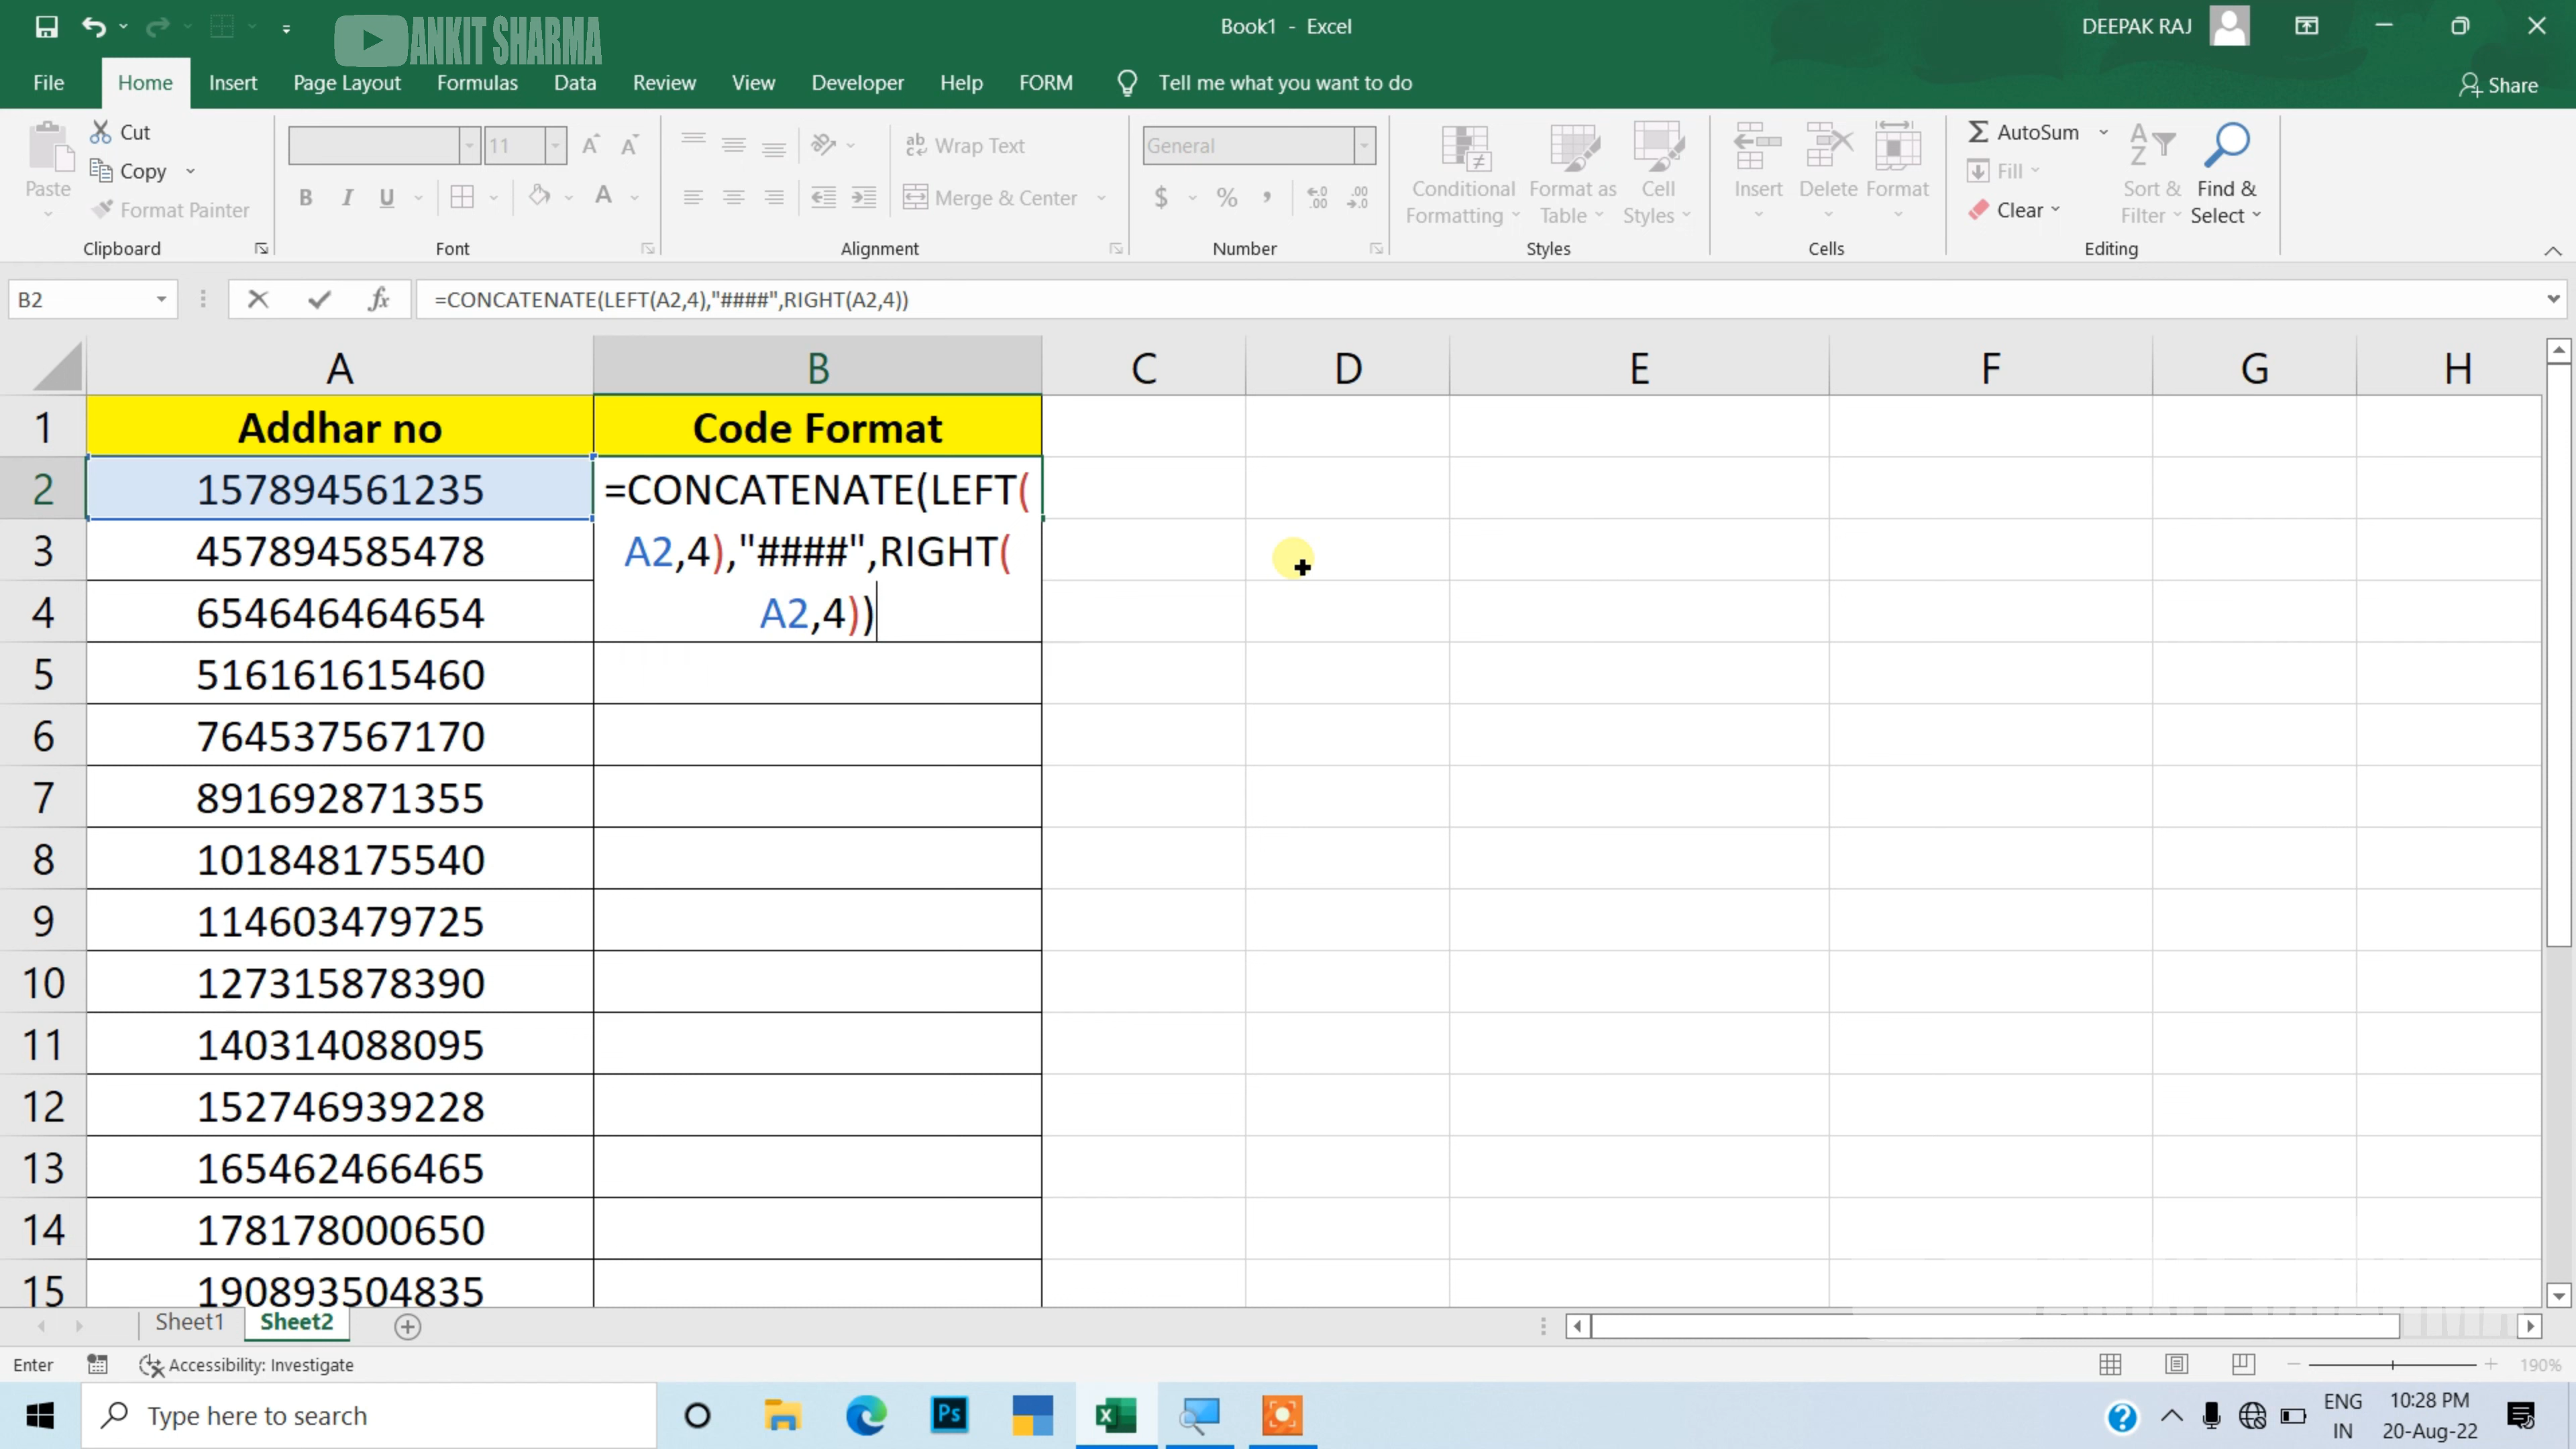 ANKIT SHARMA
Book1 - Excel
DEEPAK RAJ
File Home Insert Page Layout Formulas Data Review View Developer Help FORM Tell me what you want to do Share
Paste
Cut
Copy
Format Painter
Clipboard
11
B I U
Font
Wrap Text
Merge & Center
Alignment
General
$ % ,
Number
Conditional Formatting
Format as Table
Cell Styles
Styles
Insert
Delete
Format
Cells
AutoSum
Fill
Clear
Sort & Filter
Find & Select
Editing
B2 fx =CONCATENATE(LEFT(A2,4),"####",RIGHT(A2,4))
A B C D E F G H
1 Addhar no Code Format
2 157894561235 =CONCATENATE(LEFT(
3 457894585478 A2,4),"####",RIGHT(
4 654646464654 A2,4))
5 516161615460
6 764537567170
7 891692871355
8 101848175540
9 114603479725
10 127315878390
11 140314088095
12 152746939228
13 165462466465
14 178178000650
15 190893504835
Sheet1 Sheet2
Enter Accessibility: Investigate 190%
Type here to search
Ps
ENG
IN
10:28 PM
20-Aug-22